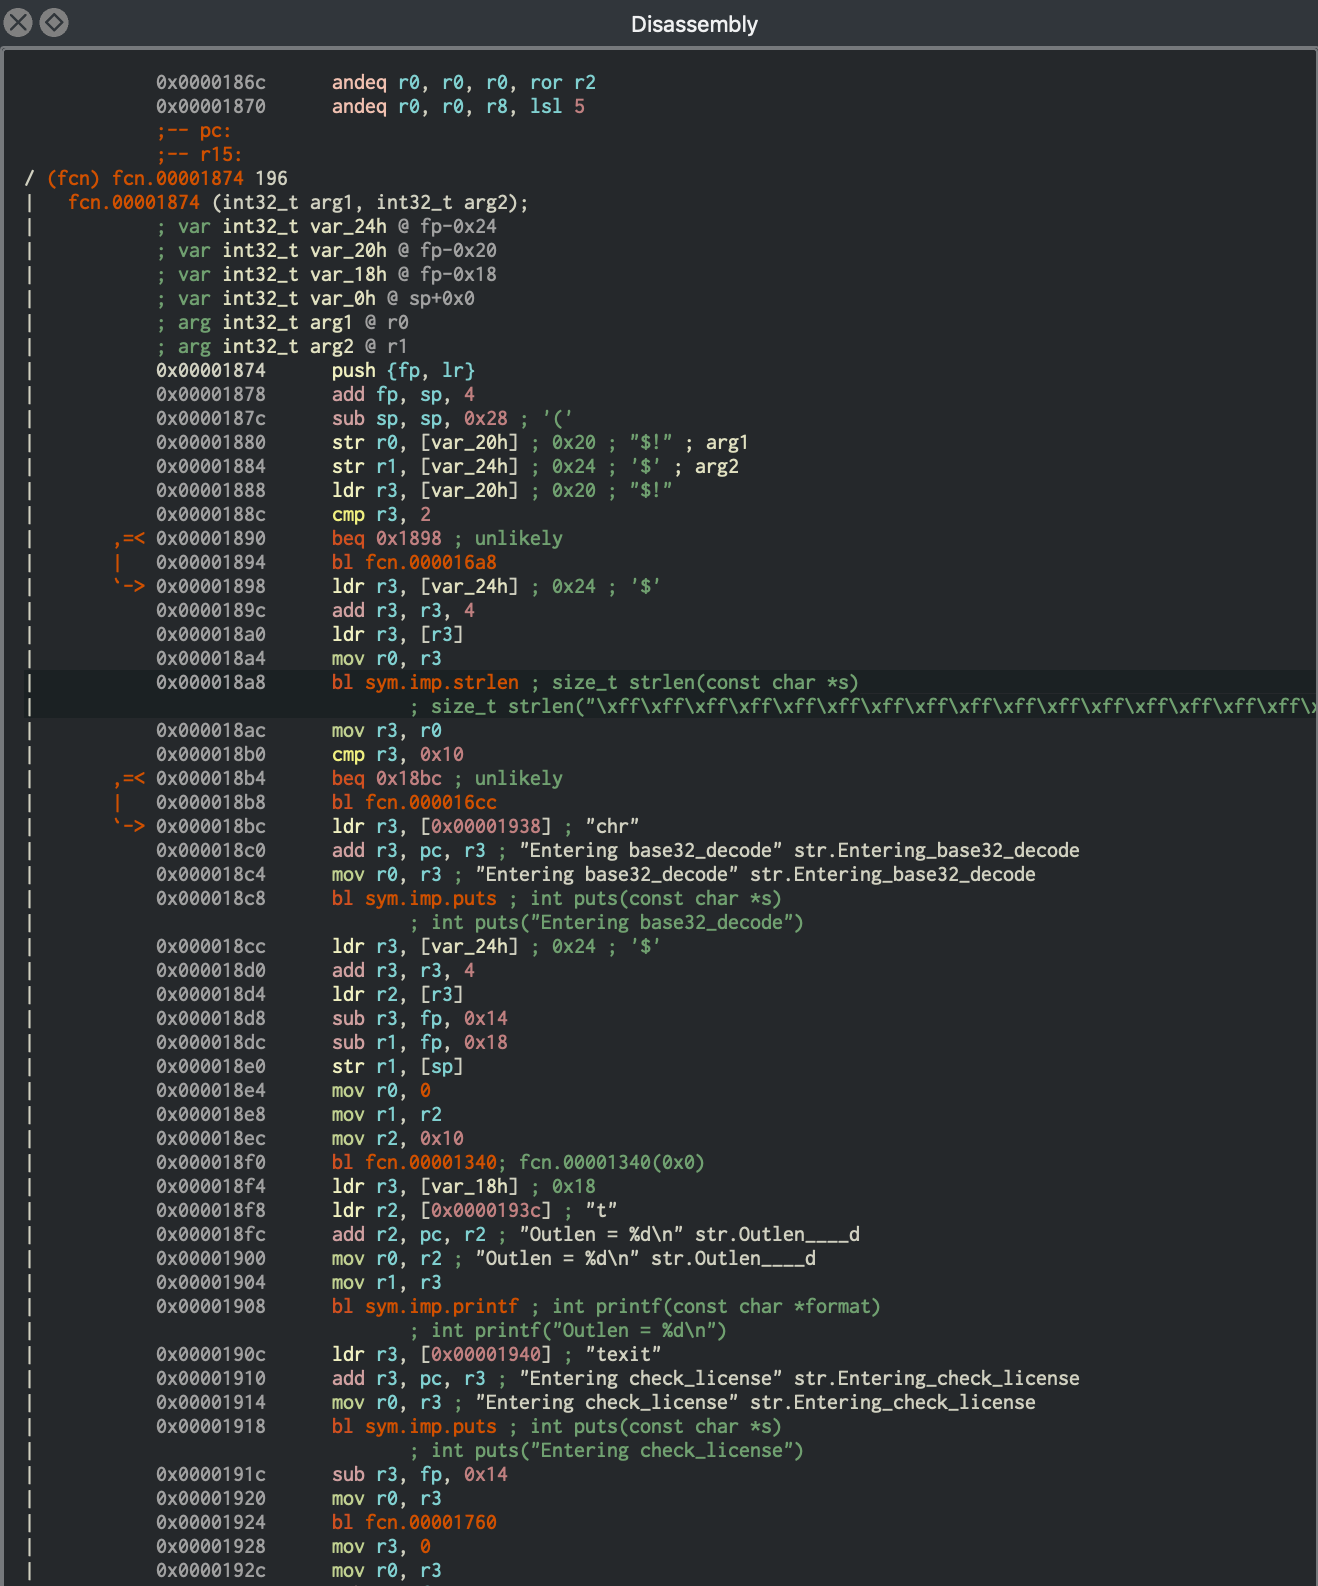 Disassembly
0x0000186c andeq r0, r0, r0, ror r2
0x00001870 andeq r0, r0, r8, lsl 5
;-- pc:
;-- r15:
/ (fcn) fcn.00001874 196
| fcn.00001874 (int32_t arg1, int32_t arg2);
| ; var int32_t var_24h @ fp-0x24
| ; var int32_t var_20h @ fp-0x20
| ; var int32_t var_18h @ fp-0x18
| ; var int32_t var_0h @ sp+0x0
| ; arg int32_t arg1 @ r0
| ; arg int32_t arg2 @ r1
| 0x00001874 push {fp, lr}
| 0x00001878 add fp, sp, 4
| 0x0000187c sub sp, sp, 0x28 ; '('
| 0x00001880 str r0, [var_20h] ; 0x20 ; "$!" ; arg1
| 0x00001884 str r1, [var_24h] ; 0x24 ; '$' ; arg2
| 0x00001888 ldr r3, [var_20h] ; 0x20 ; "$!"
| 0x0000188c cmp r3, 2
| ,=< 0x00001890 beq 0x1898 ; unlikely
| | 0x00001894 bl fcn.000016a8
| `-> 0x00001898 ldr r3, [var_24h] ; 0x24 ; '$'
| 0x0000189c add r3, r3, 4
| 0x000018a0 ldr r3, [r3]
| 0x000018a4 mov r0, r3
| 0x000018a8 bl sym.imp.strlen ; size_t strlen(const char *s)
| ; size_t strlen("\xff\xff\xff\xff\xff\xff\xff\xff\xff\xff\xff\xff\xff\xff\xff\xff\x
| 0x000018ac mov r3, r0
| 0x000018b0 cmp r3, 0x10
| ,=< 0x000018b4 beq 0x18bc ; unlikely
| | 0x000018b8 bl fcn.000016cc
| `-> 0x000018bc ldr r3, [0x00001938] ; "chr"
| 0x000018c0 add r3, pc, r3 ; "Entering base32_decode" str.Entering_base32_decode
| 0x000018c4 mov r0, r3 ; "Entering base32_decode" str.Entering_base32_decode
| 0x000018c8 bl sym.imp.puts ; int puts(const char *s)
| ; int puts("Entering base32_decode")
| 0x000018cc ldr r3, [var_24h] ; 0x24 ; '$'
| 0x000018d0 add r3, r3, 4
| 0x000018d4 ldr r2, [r3]
| 0x000018d8 sub r3, fp, 0x14
| 0x000018dc sub r1, fp, 0x18
| 0x000018e0 str r1, [sp]
| 0x000018e4 mov r0, 0
| 0x000018e8 mov r1, r2
| 0x000018ec mov r2, 0x10
| 0x000018f0 bl fcn.00001340; fcn.00001340(0x0)
| 0x000018f4 ldr r3, [var_18h] ; 0x18
| 0x000018f8 ldr r2, [0x0000193c] ; "t"
| 0x000018fc add r2, pc, r2 ; "Outlen = %d\n" str.Outlen____d
| 0x00001900 mov r0, r2 ; "Outlen = %d\n" str.Outlen____d
| 0x00001904 mov r1, r3
| 0x00001908 bl sym.imp.printf ; int printf(const char *format)
| ; int printf("Outlen = %d\n")
| 0x0000190c ldr r3, [0x00001940] ; "texit"
| 0x00001910 add r3, pc, r3 ; "Entering check_license" str.Entering_check_license
| 0x00001914 mov r0, r3 ; "Entering check_license" str.Entering_check_license
| 0x00001918 bl sym.imp.puts ; int puts(const char *s)
| ; int puts("Entering check_license")
| 0x0000191c sub r3, fp, 0x14
| 0x00001920 mov r0, r3
| 0x00001924 bl fcn.00001760
| 0x00001928 mov r3, 0
| 0x0000192c mov r0, r3